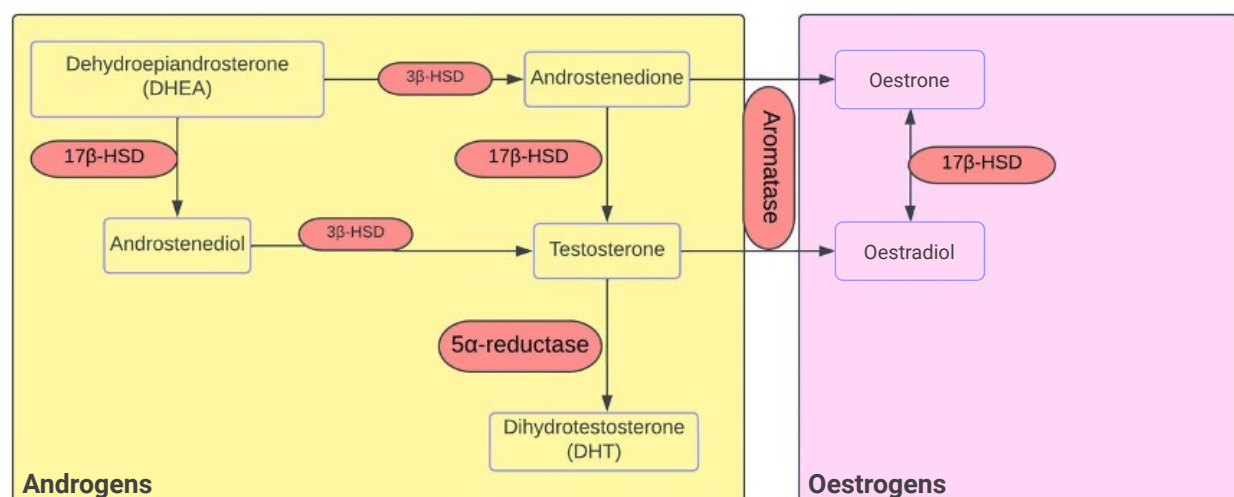 Dehydroepiandrosterone
(DHEA)
3β-HSD
Androstenedione
Oestrone
17β-HSD
17β-HSD
Aromatase
17β-HSD
Androstenediol
3β-HSD
Testosterone
Oestradiol
5α-reductase
Dihydrotestosterone
(DHT)
Androgens
Oestrogens